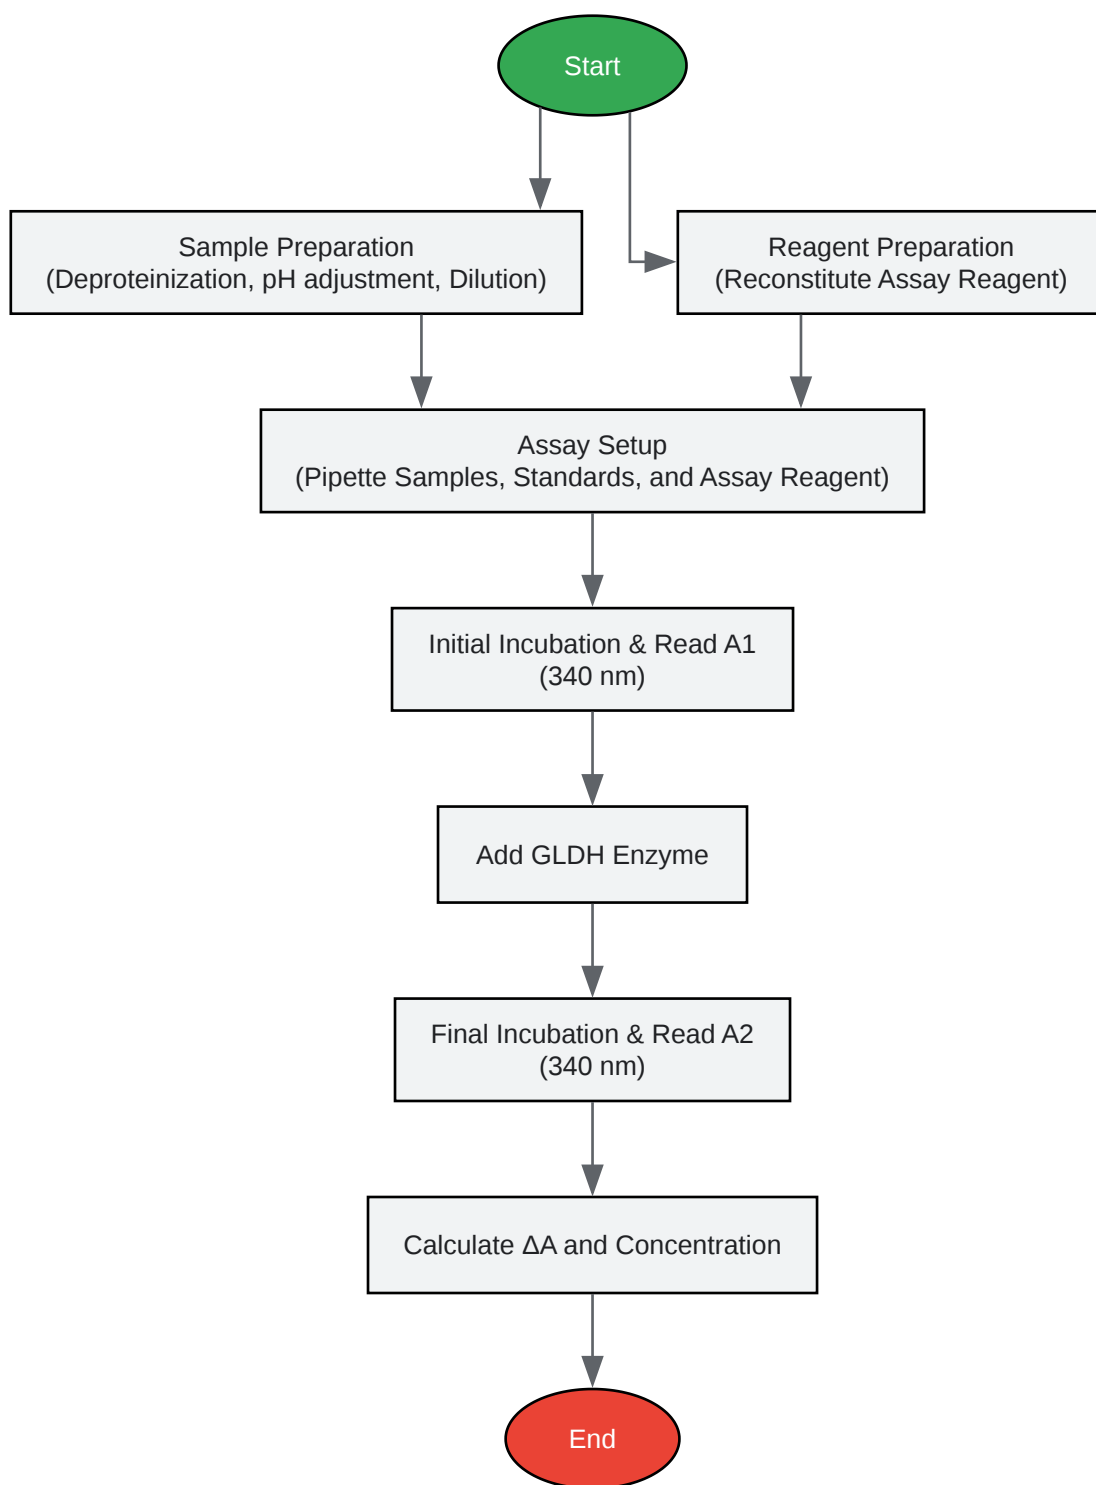 Start
Sample Preparation
(Deproteinization, pH adjustment, Dilution)
Reagent Preparation
(Reconstitute Assay Reagent)
Assay Setup
(Pipette Samples, Standards, and Assay Reagent)
Initial Incubation & Read A1
(340 nm)
Add GLDH Enzyme
Final Incubation & Read A2
(340 nm)
Calculate ΔA and Concentration
End